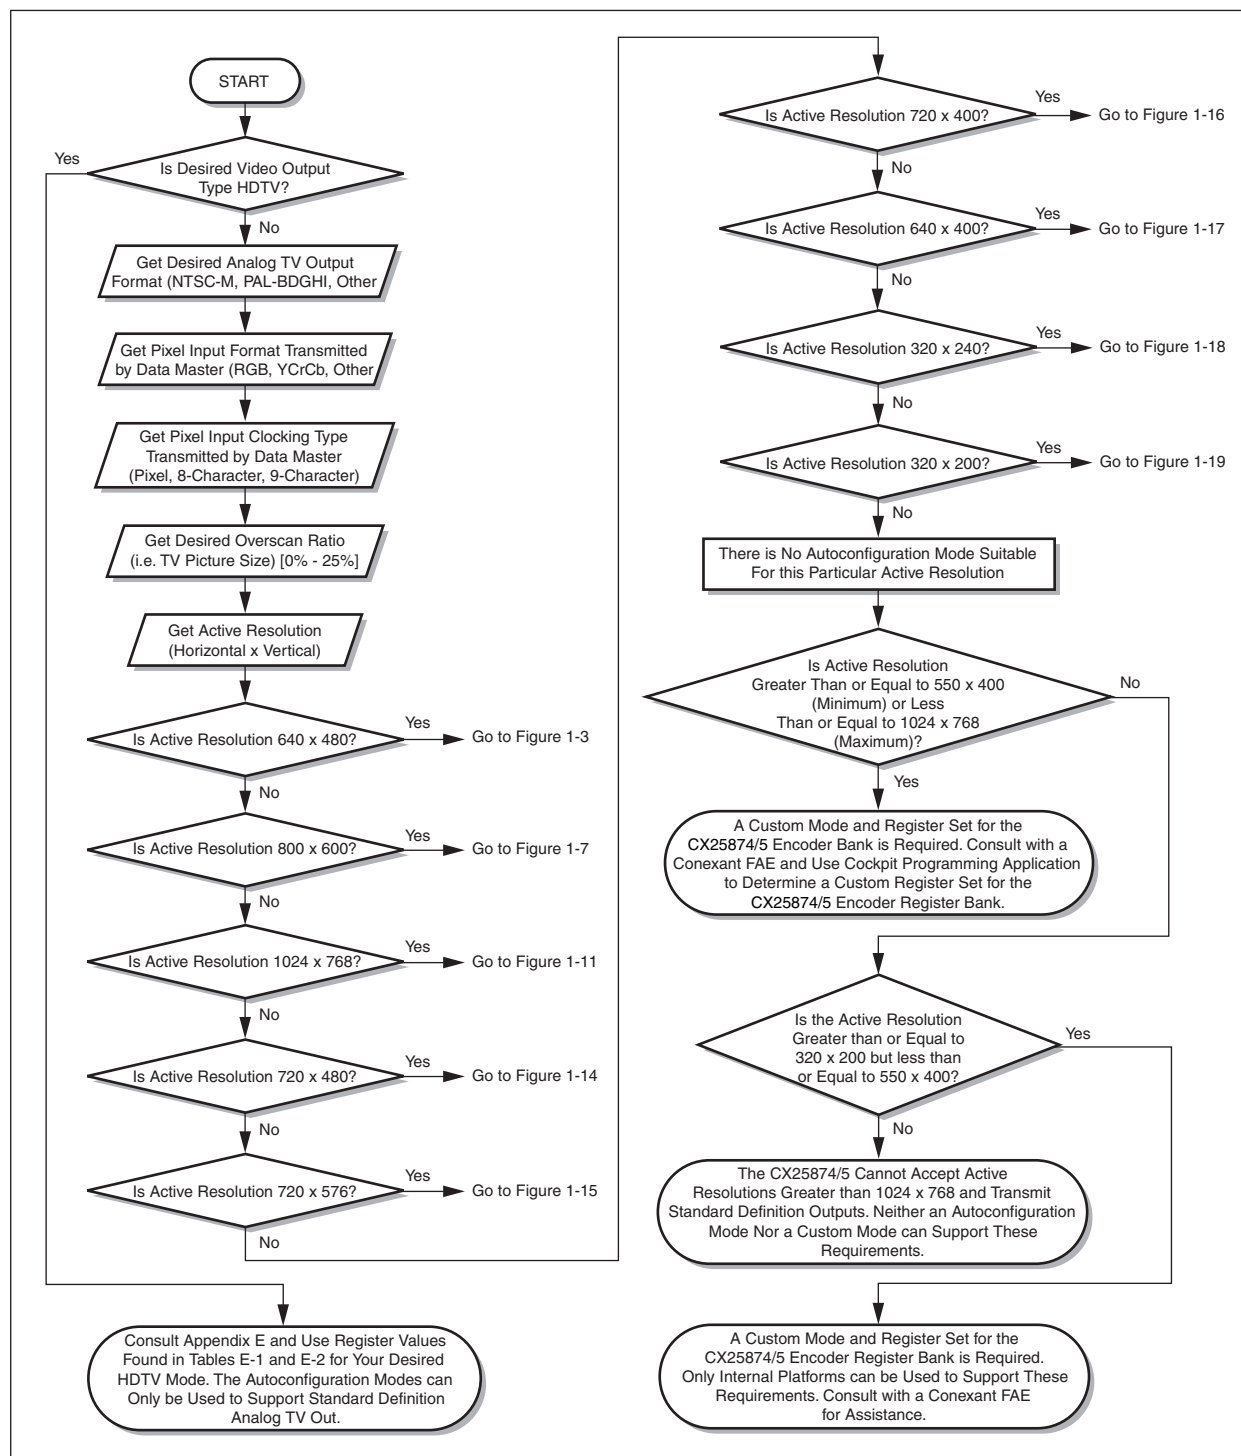 START
Yes
Is Desired Video Output
Type HDTV?
No
Get Desired Analog TV Output
Format (NTSC-M, PAL-BDGHI, Other
Get Pixel Input Format Transmitted
by Data Master (RGB, YCrCb, Other
Get Pixel Input Clocking Type
Transmitted by Data Master
(Pixel, 8-Character, 9-Character)
Get Desired Overscan Ratio
(i.e. TV Picture Size) [0% - 25%]
Get Active Resolution
(Horizontal x Vertical)
Is Active Resolution 640 x 480?
Yes
Go to Figure 1-3
No
Is Active Resolution 800 x 600?
Yes
Go to Figure 1-7
No
Is Active Resolution 1024 x 768?
Yes
Go to Figure 1-11
No
Is Active Resolution 720 x 480?
Yes
Go to Figure 1-14
No
Is Active Resolution 720 x 576?
Yes
Go to Figure 1-15
No
Consult Appendix E and Use Register Values
Found in Tables E-1 and E-2 for Your Desired
HDTV Mode. The Autoconfiguration Modes can
Only be Used to Support Standard Definition
Analog TV Out.
Is Active Resolution 720 x 400?
Yes
Go to Figure 1-16
No
Is Active Resolution 640 x 400?
Yes
Go to Figure 1-17
No
Is Active Resolution 320 x 240?
Yes
Go to Figure 1-18
No
Is Active Resolution 320 x 200?
Yes
Go to Figure 1-19
No
There is No Autoconfiguration Mode Suitable
For this Particular Active Resolution
Is Active Resolution
Greater Than or Equal to 550 x 400
(Minimum) or Less
Than or Equal to 1024 x 768
(Maximum)?
No
Yes
A Custom Mode and Register Set for the
CX25874/5 Encoder Bank is Required. Consult with a
Conexant FAE and Use Cockpit Programming Application
to Determine a Custom Register Set for the
CX25874/5 Encoder Register Bank.
Is the Active Resolution
Greater than or Equal to
320 x 200 but less than
or Equal to 550 x 400?
Yes
No
The CX25874/5 Cannot Accept Active
Resolutions Greater than 1024 x 768 and Transmit
Standard Definition Outputs. Neither an Autoconfiguration
Mode Nor a Custom Mode can Support These
Requirements.
A Custom Mode and Register Set for the
CX25874/5 Encoder Register Bank is Required.
Only Internal Platforms can be Used to Support These
Requirements. Consult with a Conexant FAE
for Assistance.